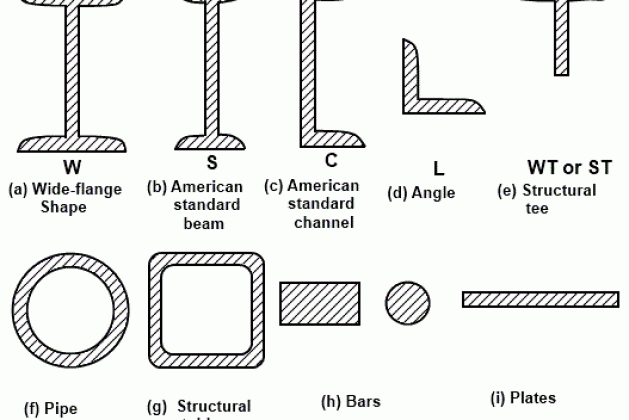 W
S
C
L
WT or ST
(a) Wide-flange
Shape
(b) American
standard
beam
(c) American
standard
channel
(d) Angle
(e) Structural
tee
(f) Pipe
(g) Structural
(h) Bars
(i) Plates